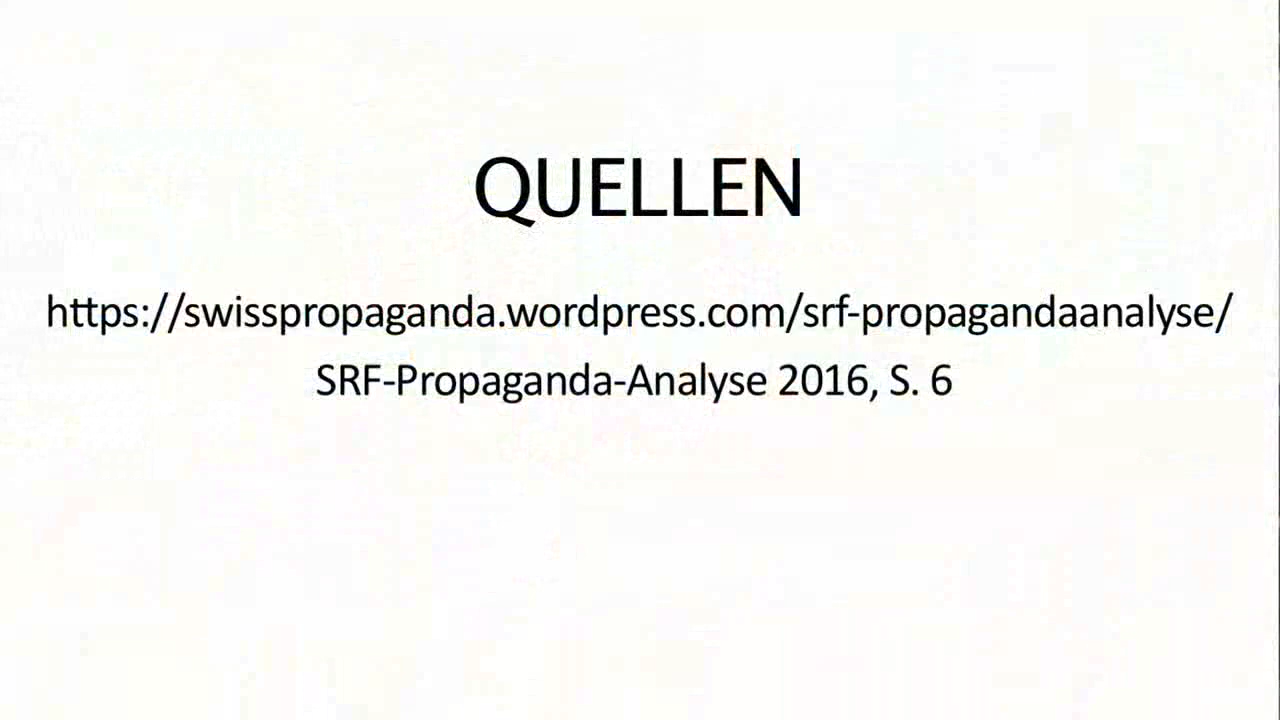 QUELLEN
https://swisspropaganda.wordpress.com/srf-propagandaanalyse/
SRF-Propaganda-Analyse 2016, S. 6